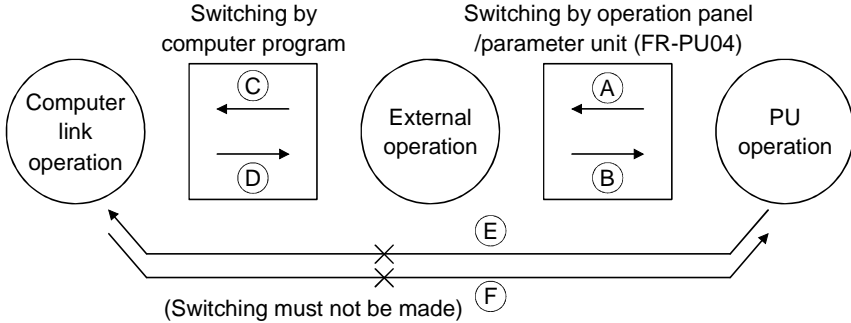 Switching by
computer program
Switching by operation panel
/parameter unit (FR-PU04)
Computer
link
operation
C
D
External
operation
A
B
PU
operation
E
F
(Switching must not be made)